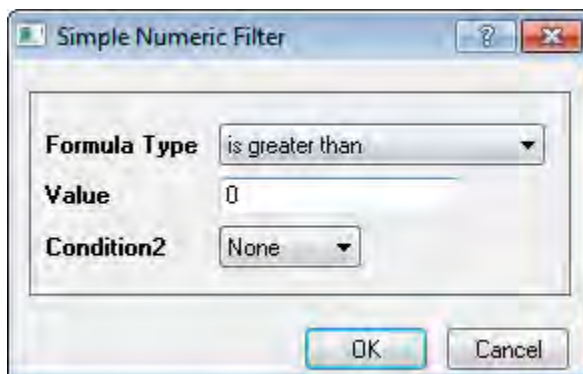 Simple Numeric Filter ?
Formula Type is greater than
Value 0
Condition2 None
OK Cancel